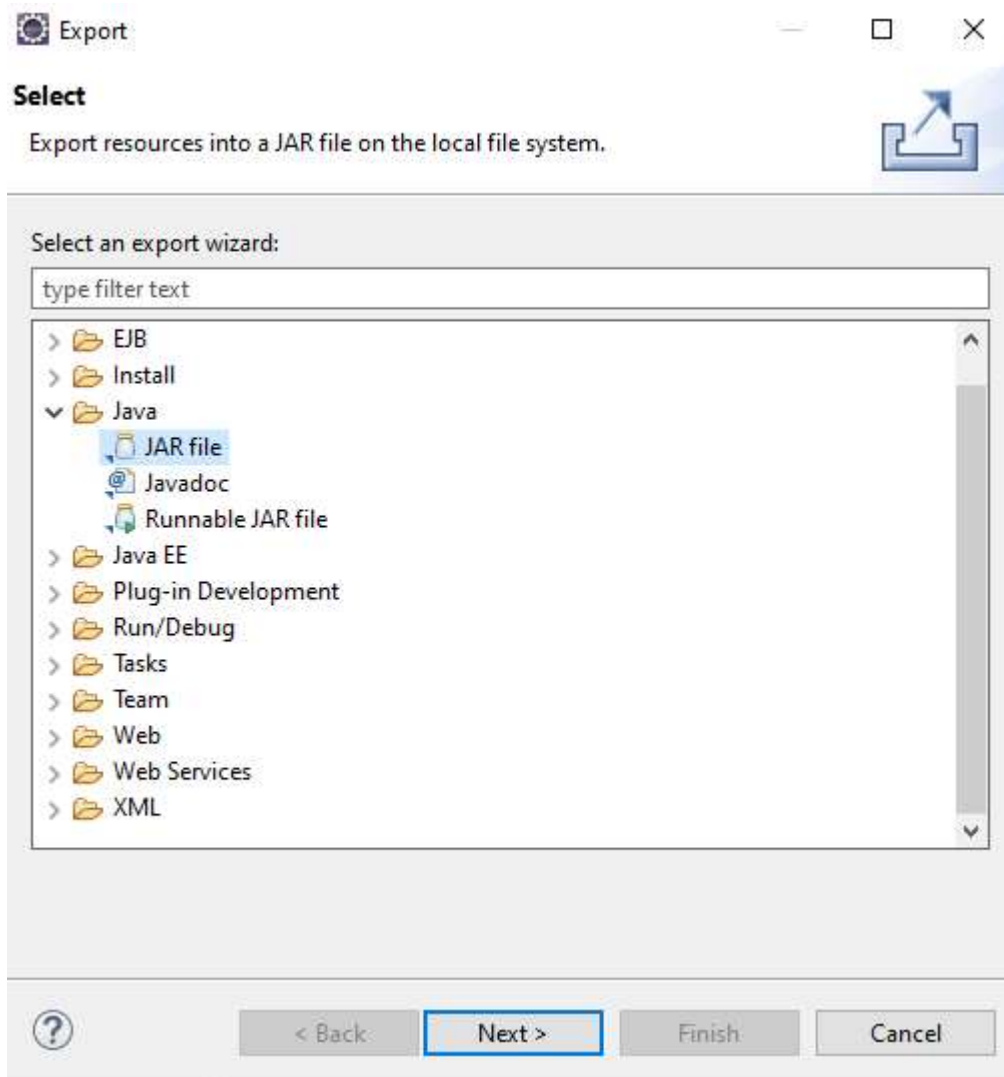 Export
Select
Export resources into a JAR file on the local file system.
Select an export wizard:
type filter text
EJB
Install
Java
JAR file
Javadoc
Runnable JAR file
Java EE
Plug-in Development
Run/Debug
Tasks
Team
Web
Web Services
XML
? < Back Next > Finish Cancel